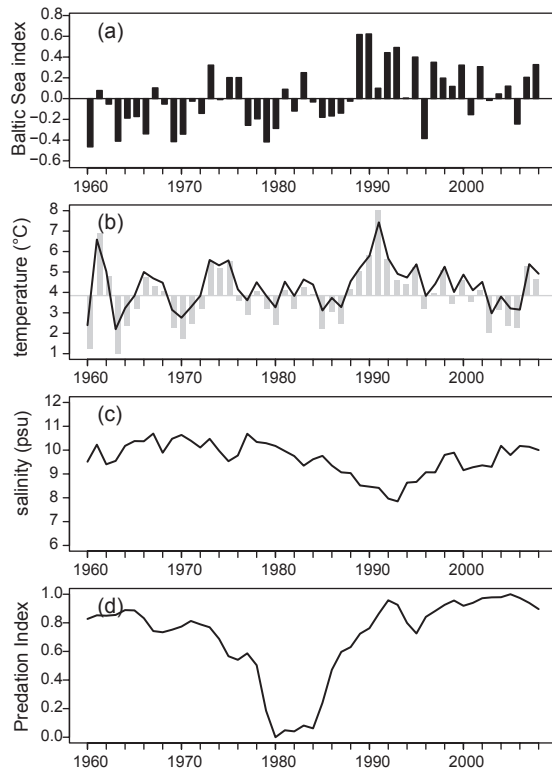 (a)
Baltic Sea index
0.8
0.6
0.4
0.2
0.0
−0.2
−0.4
−0.6
1960 1970 1980 1990 2000
(b)
temperature (°C)
8
7
6
5
4
3
2
1
1960 1970 1980 1990 2000
(c)
salinity (psu)
12
11
10
9
8
7
6
1960 1970 1980 1990 2000
(d)
Predation Index
1.0
0.8
0.6
0.4
0.2
0.0
1960 1970 1980 1990 2000